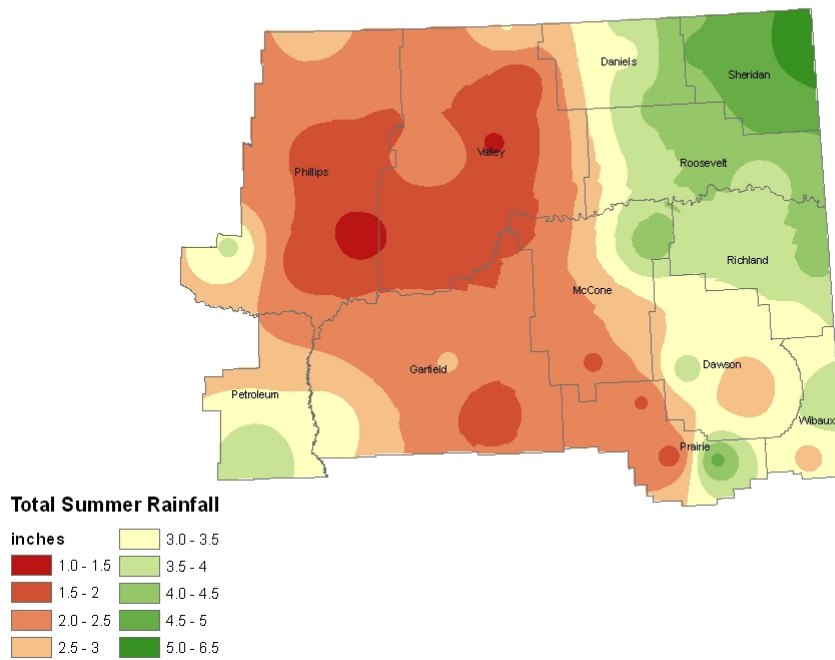 Daniels
Sheridan
Valley
Phillips
Roosevelt
Richland
McCone
Garfield
Dawson
Petroleum
Wibaux
Prairie
Total Summer Rainfall
inches
1.0 - 1.5
1.5 - 2
2.0 - 2.5
2.5 - 3
3.0 - 3.5
3.5 - 4
4.0 - 4.5
4.5 - 5
5.0 - 6.5